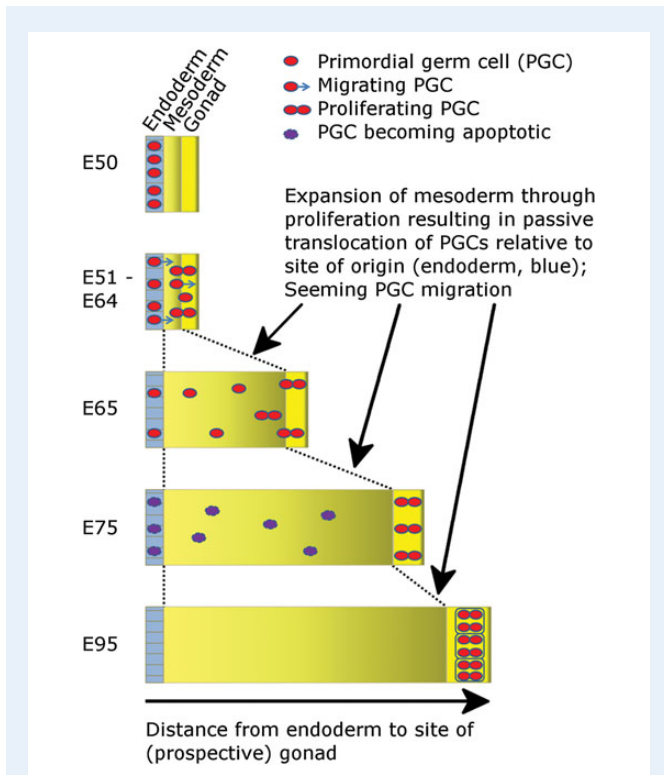 Endoderm
Mesoderm
Gonad
Primordial germ cell (PGC)
Migrating PGC
Proliferating PGC
PGC becoming apoptotic
E50
Expansion of mesoderm through
proliferation resulting in passive
translocation of PGCs relative to
site of origin (endoderm, blue);
Seeming PGC migration
E51 -
E64
E65
E75
E95
Distance from endoderm to site of
(prospective) gonad